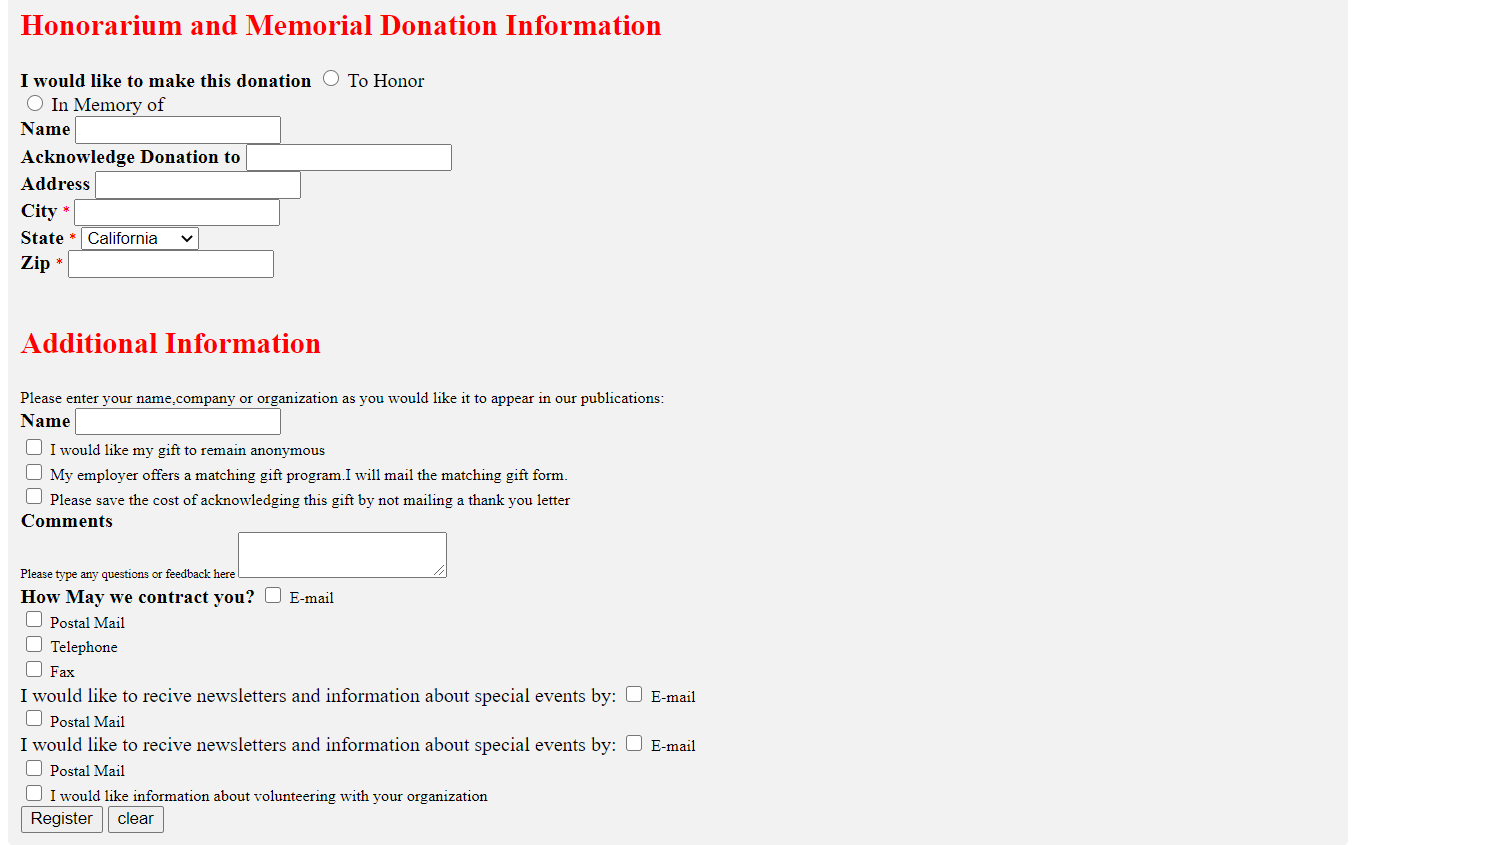 Honorarium and Memorial Donation Information
I would like to make this donation To Honor
In Memory of
Name
Acknowledge Donation to
Address
City *
State * California
Zip *
Additional Information
Please enter your name,company or organization as you would like it to appear in our publications:
Name
I would like my gift to remain anonymous
My employer offers a matching gift program.I will mail the matching gift form.
Please save the cost of acknowledging this gift by not mailing a thank you letter
Comments
Please type any questions or feedback here
How May we contract you? E-mail
Postal Mail
Telephone
Fax
I would like to recive newsletters and information about special events by: E-mail
Postal Mail
I would like to recive newsletters and information about special events by: E-mail
Postal Mail
I would like information about volunteering with your organization
Register clear